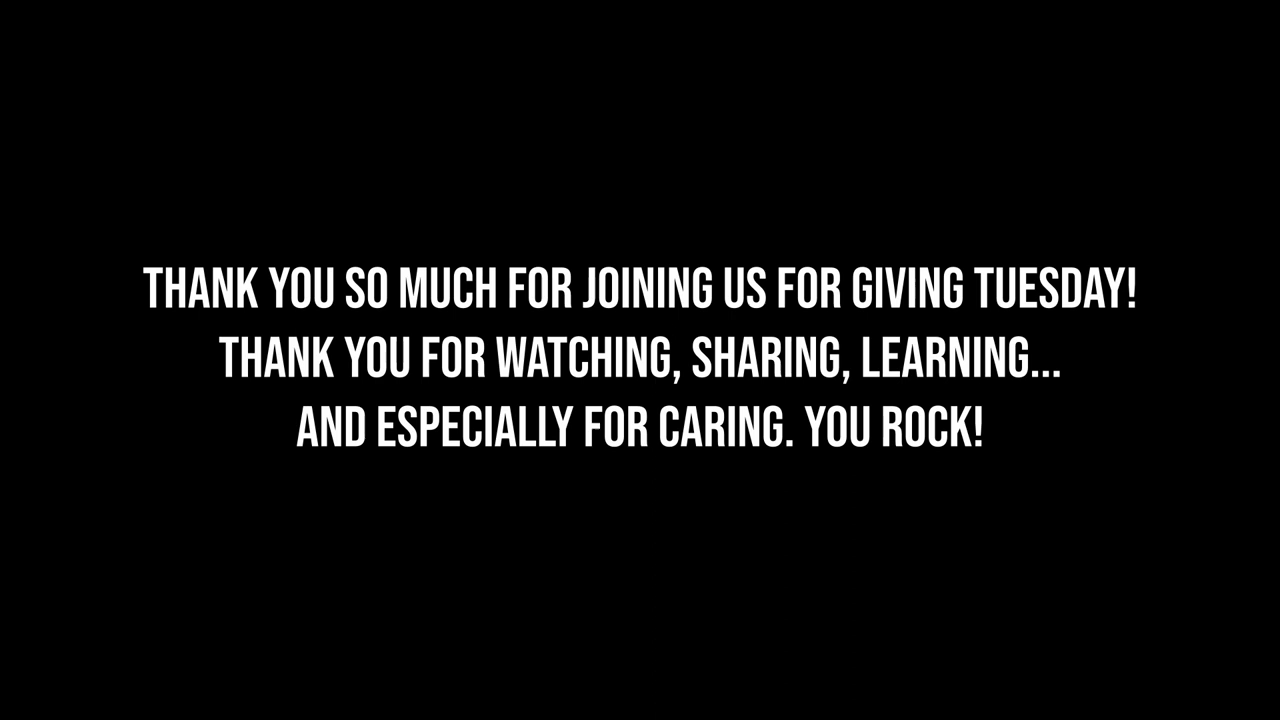 THANK YOU SO MUCH FOR JOINING US FOR GIVING TUESDAY!
THANK YOU FOR WATCHING, SHARING, LEARNING...
AND ESPECIALLY FOR CARING. YOU ROCK!